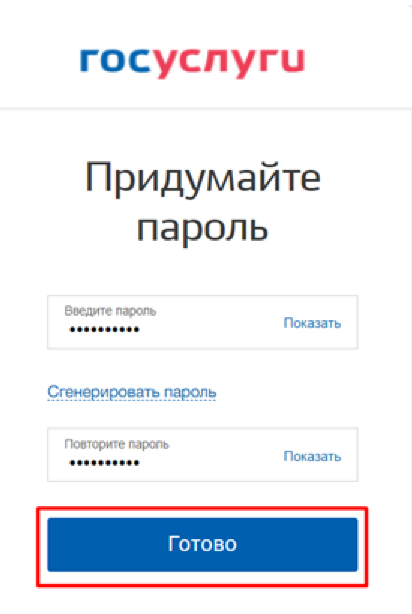 госуслуги
Придумайте
пароль
Введите пароль
••••••••••
Показать
Сгенерировать пароль
Повторите пароль
••••••••••
Показать
Готово